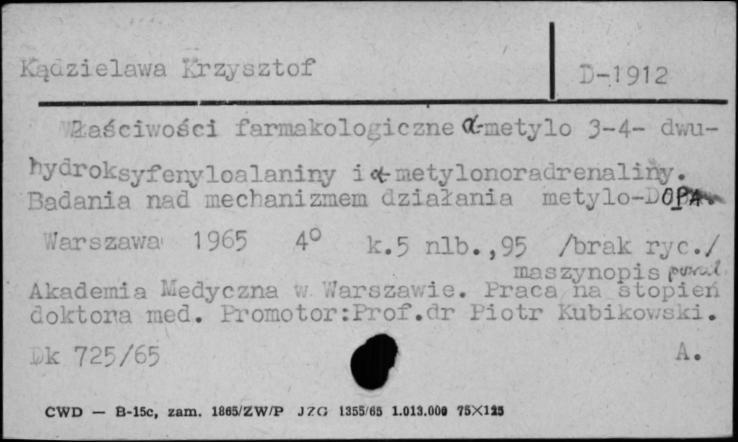 Kądzielawa Krzysztof D-1912
Właściwości farmakologiczne α-metylo 3-4- dwu-
hydroksyfenyloalaniny i α-metylonoradrenaliny.
Badania nad mechanizmem działania metylo-DOPA.
Warszawa 1965 4° k.5 nlb.,95 /brak ryc./
maszynopis powiel.
Akademia Medyczna w Warszawie. Praca na stopień
doktora med. Promotor:Prof.dr Piotr Kubikowski.
Dk 725/65 A.
CWD — B-15c, zam. 1865/ZW/P JZG 1355/65 1.013.000 75X125